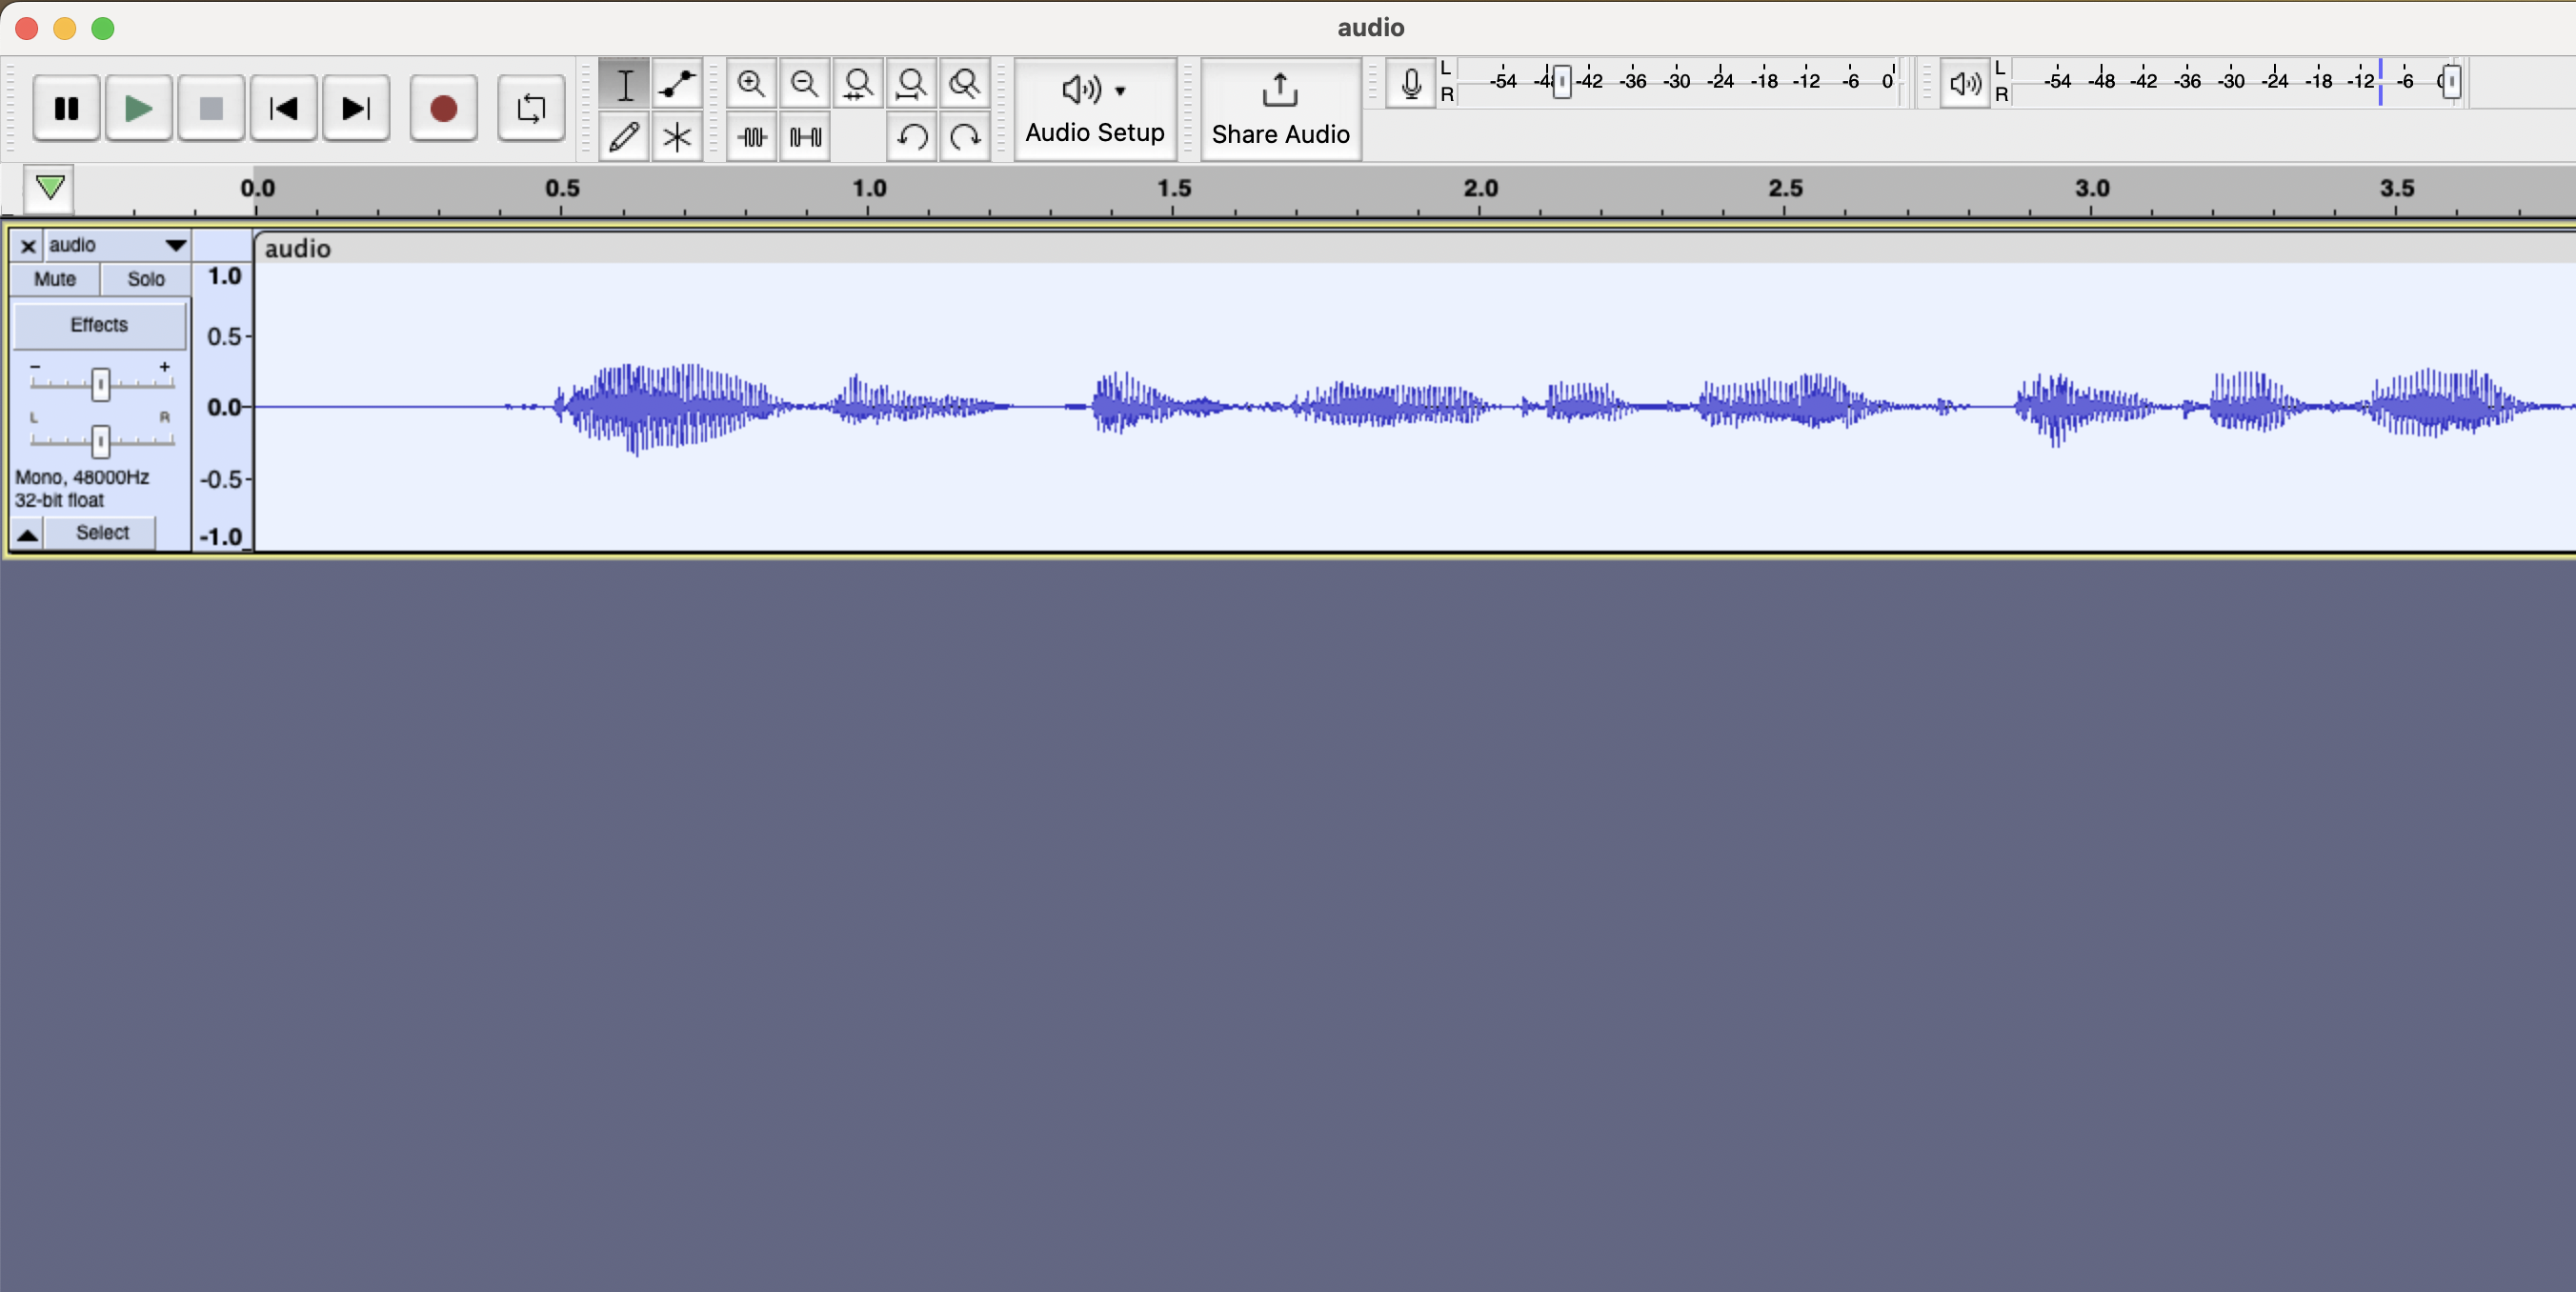 audio
L
R
-54 -48 -42 -36 -30 -24 -18 -12 -6 0
L
R
-54 -48 -42 -36 -30 -24 -18 -12 -6 0
Audio Setup
Share Audio
0.0 0.5 1.0 1.5 2.0 2.5 3.0 3.5
audio
audio
Mute Solo
Effects
- +
L R
Mono, 48000Hz
32-bit float
Select
1.0
0.5
0.0
-0.5
-1.0